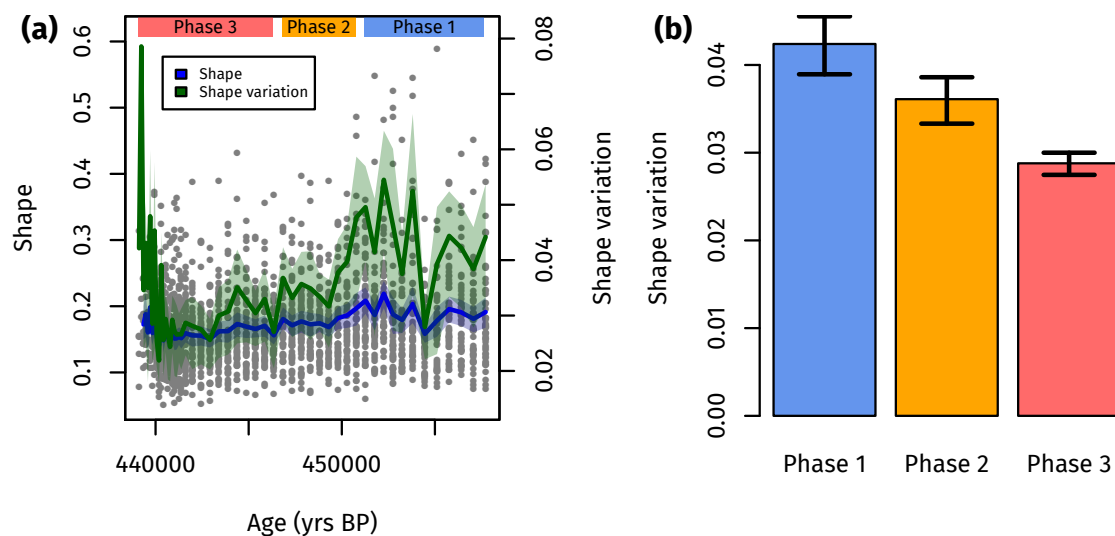 (a)
Phase 3 Phase 2 Phase 1
Shape
Shape variation
0.6
0.5
0.4
0.3
0.2
0.1
Shape
0.08
0.06
0.04
0.02
Shape variation
440000 450000
Age (yrs BP)
(b)
Shape variation
0.04
0.03
0.02
0.01
0.00
Phase 1 Phase 2 Phase 3